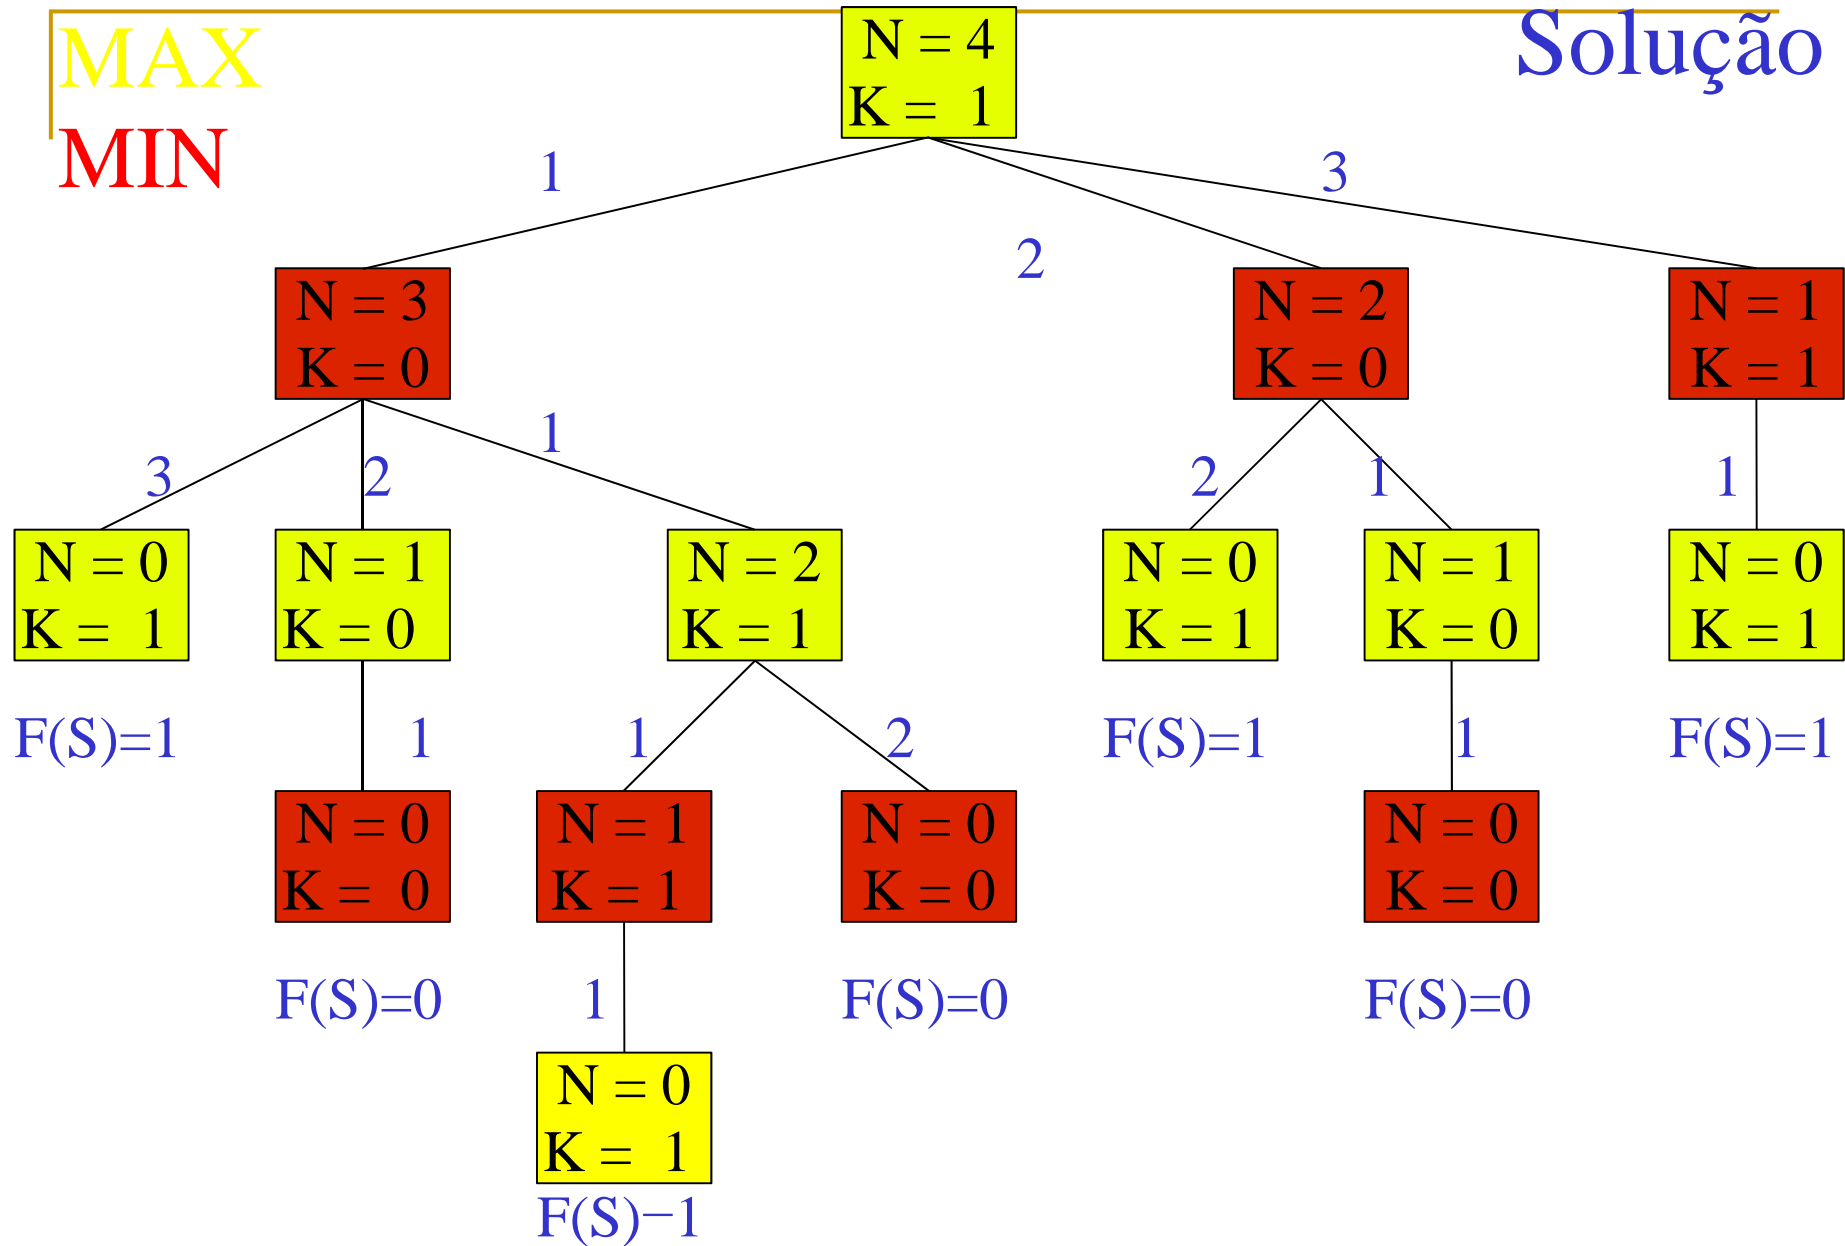 MAX
MIN
Solução
N = 4
K = 1
1
2
3
N = 3
K = 0
N = 2
K = 0
N = 1
K = 1
3
2
1
2
1
1
N = 0
K = 1
N = 1
K = 0
N = 2
K = 1
N = 0
K = 1
N = 1
K = 0
N = 0
K = 1
F(S)=1
1
1
2
F(S)=1
1
F(S)=1
N = 0
K = 0
N = 1
K = 1
N = 0
K = 0
N = 0
K = 0
F(S)=0
1
F(S)=0
F(S)=0
N = 0
K = 1
F(S)−1